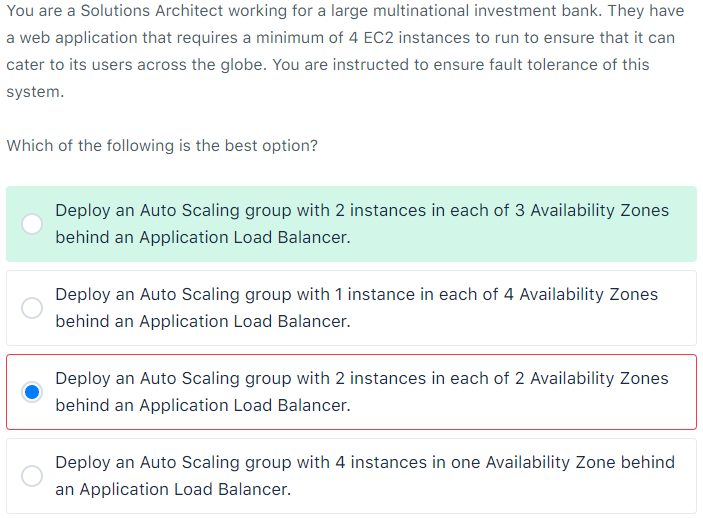 You are a Solutions Architect working for a large multinational investment bank. They have
a web application that requires a minimum of 4 EC2 instances to run to ensure that it can
cater to its users across the globe. You are instructed to ensure fault tolerance of this
system.
Which of the following is the best option?
Deploy an Auto Scaling group with 2 instances in each of 3 Availability Zones
behind an Application Load Balancer.
Deploy an Auto Scaling group with 1 instance in each of 4 Availability Zones
behind an Application Load Balancer.
Deploy an Auto Scaling group with 2 instances in each of 2 Availability Zones
behind an Application Load Balancer.
Deploy an Auto Scaling group with 4 instances in one Availability Zone behind
an Application Load Balancer.